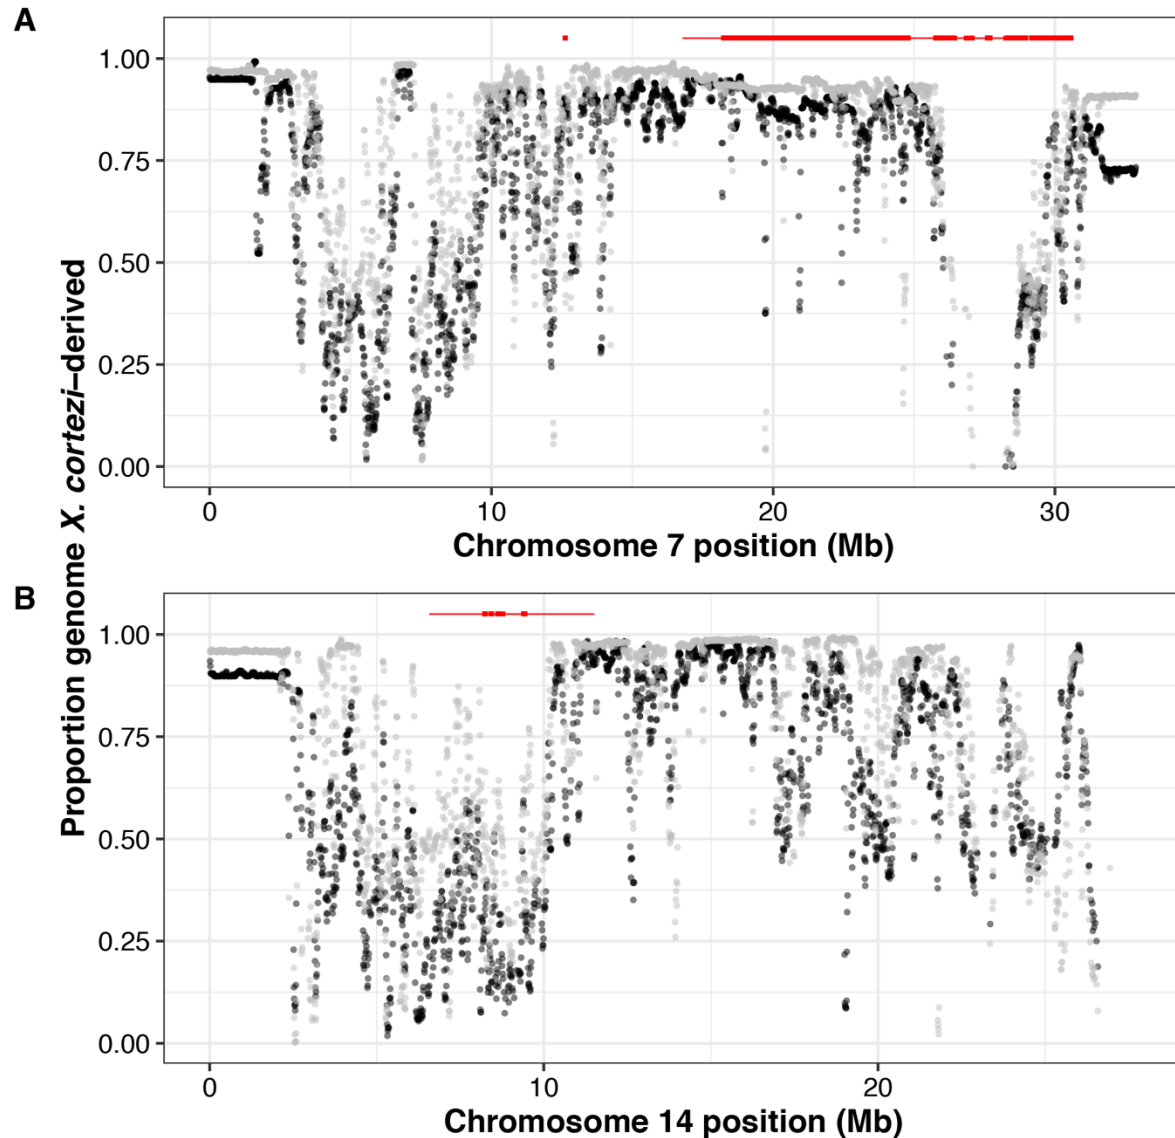 A
1.00
0.75
0.50
0.25
0.00
0 10 20 30
Chromosome 7 position (Mb)
Proportion genome X. cortezi–derived
B
1.00
0.75
0.50
0.25
0.00
0 10 20
Chromosome 14 position (Mb)